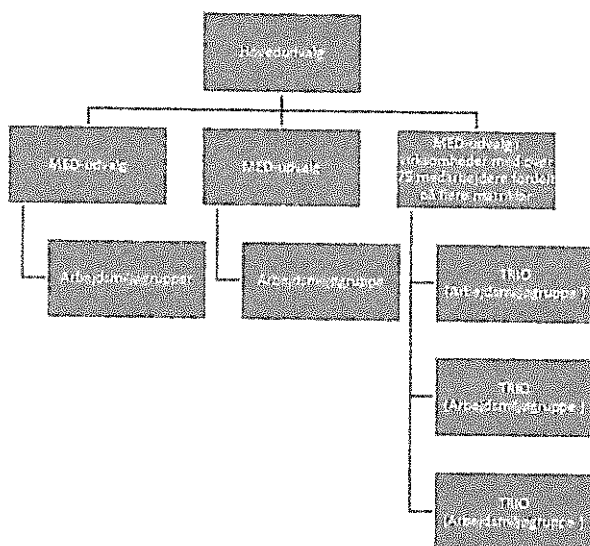 Hovedudvalg
MED-udvalg
MED-udvalg
MED-udvalg i
virksomheder med over
75 medarbejdere fordelt
på flere matrikler
Arbejdsmiljøgrupper
Arbejdsmiljøgruppe
TRIO
(Arbejdsmiljøgruppe)
TRIO
(Arbejdsmiljøgruppe)
TRIO
(Arbejdsmiljøgruppe)